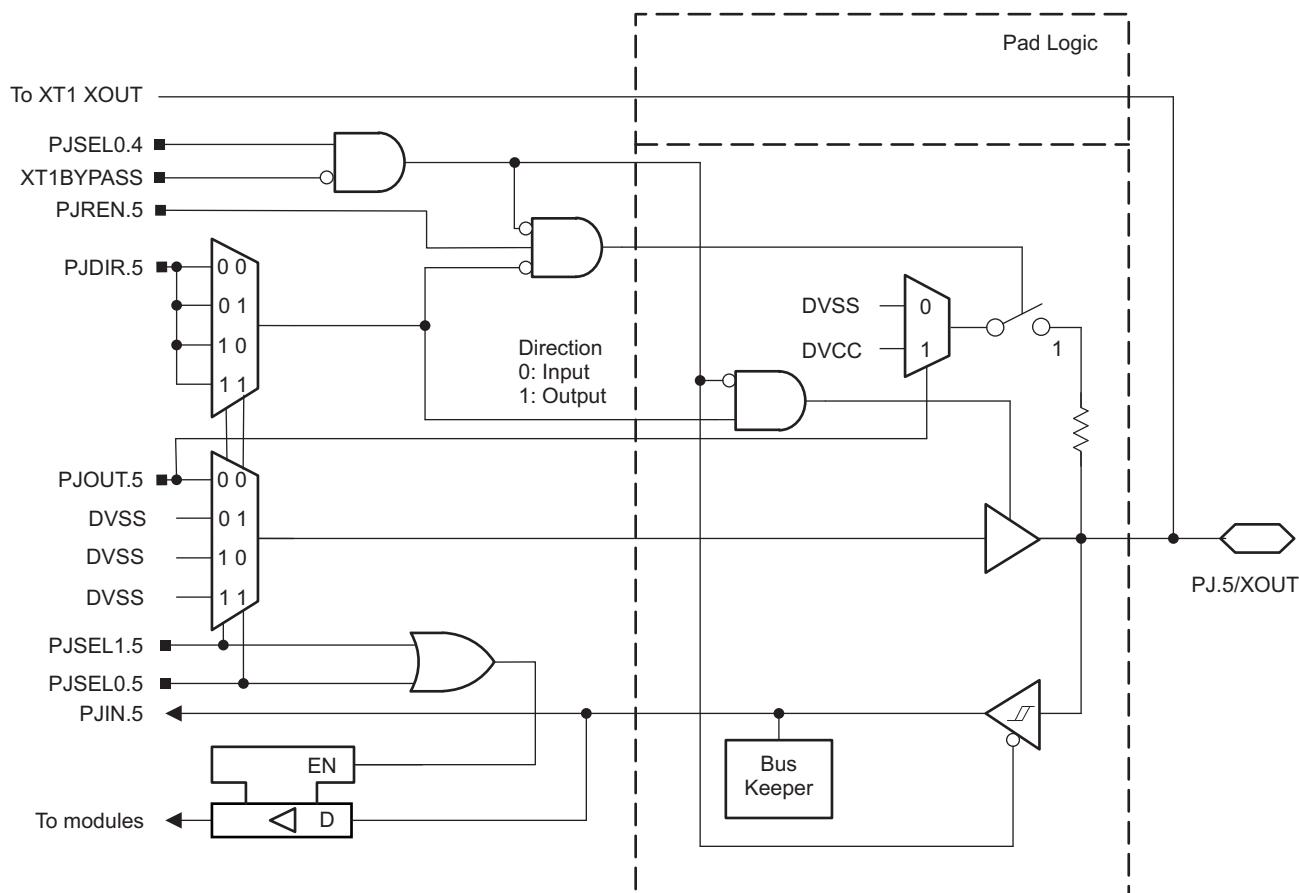 Pad Logic
To XT1 XOUT
PJSEL0.4
XT1BYPASS
PJREN.5
PJDIR.5
0 0
0 1
1 0
1 1
DVSS
0
DVCC
1
1
Direction
0: Input
1: Output
PJOUT.5
0 0
DVSS
0 1
DVSS
1 0
DVSS
1 1
PJ.5/XOUT
PJSEL1.5
PJSEL0.5
PJIN.5
EN
Bus
Keeper
To modules
D